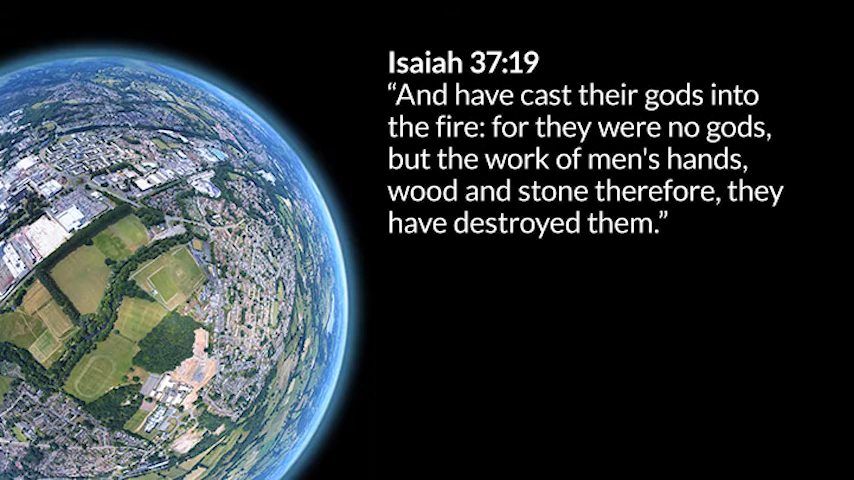 Isaiah 37:19
“And have cast their gods into
the fire: for they were no gods,
but the work of men's hands,
wood and stone therefore, they
have destroyed them.”